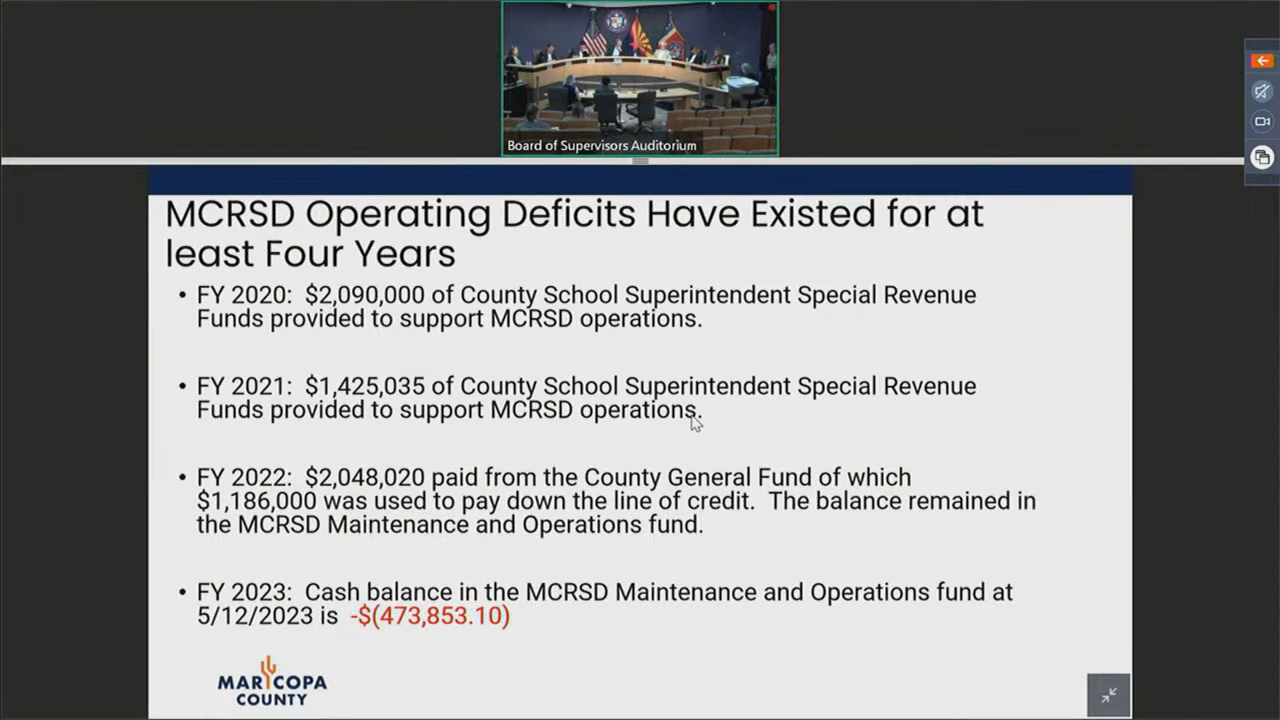 Board of Supervisors Auditorium
MCRSD Operating Deficits Have Existed for at
least Four Years
• FY 2020:  $2,090,000 of County School Superintendent Special Revenue
Funds provided to support MCRSD operations.
• FY 2021:  $1,425,035 of County School Superintendent Special Revenue
Funds provided to support MCRSD operations.
• FY 2022:  $2,048,020 paid from the County General Fund of which
$1,186,000 was used to pay down the line of credit.  The balance remained in
the MCRSD Maintenance and Operations fund.
• FY 2023:  Cash balance in the MCRSD Maintenance and Operations fund at
5/12/2023 is  -$(473,853.10)
MARICOPA
COUNTY